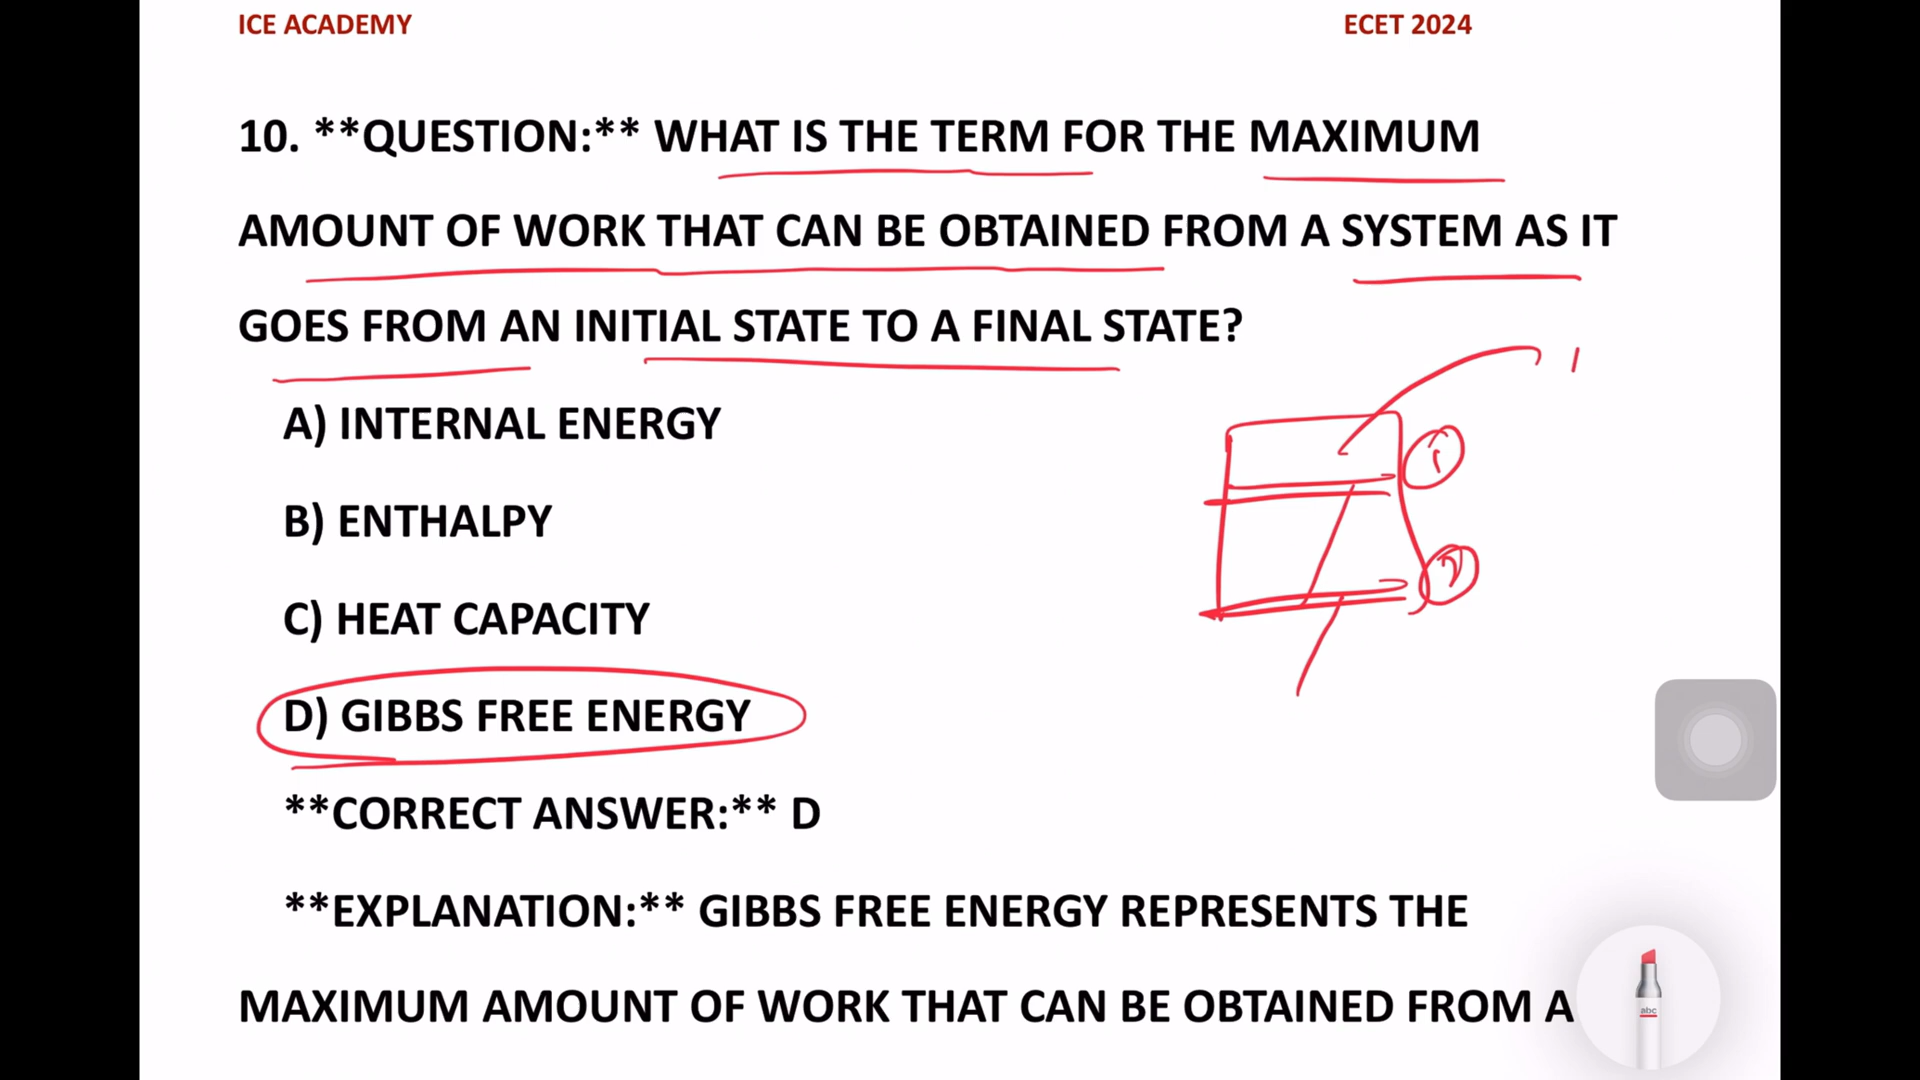 ICE ACADEMY ECET 2024
10. **QUESTION:** WHAT IS THE TERM FOR THE MAXIMUM
AMOUNT OF WORK THAT CAN BE OBTAINED FROM A SYSTEM AS IT
GOES FROM AN INITIAL STATE TO A FINAL STATE?
A) INTERNAL ENERGY
B) ENTHALPY
C) HEAT CAPACITY
D) GIBBS FREE ENERGY
**CORRECT ANSWER:** D
**EXPLANATION:** GIBBS FREE ENERGY REPRESENTS THE
MAXIMUM AMOUNT OF WORK THAT CAN BE OBTAINED FROM A
abc